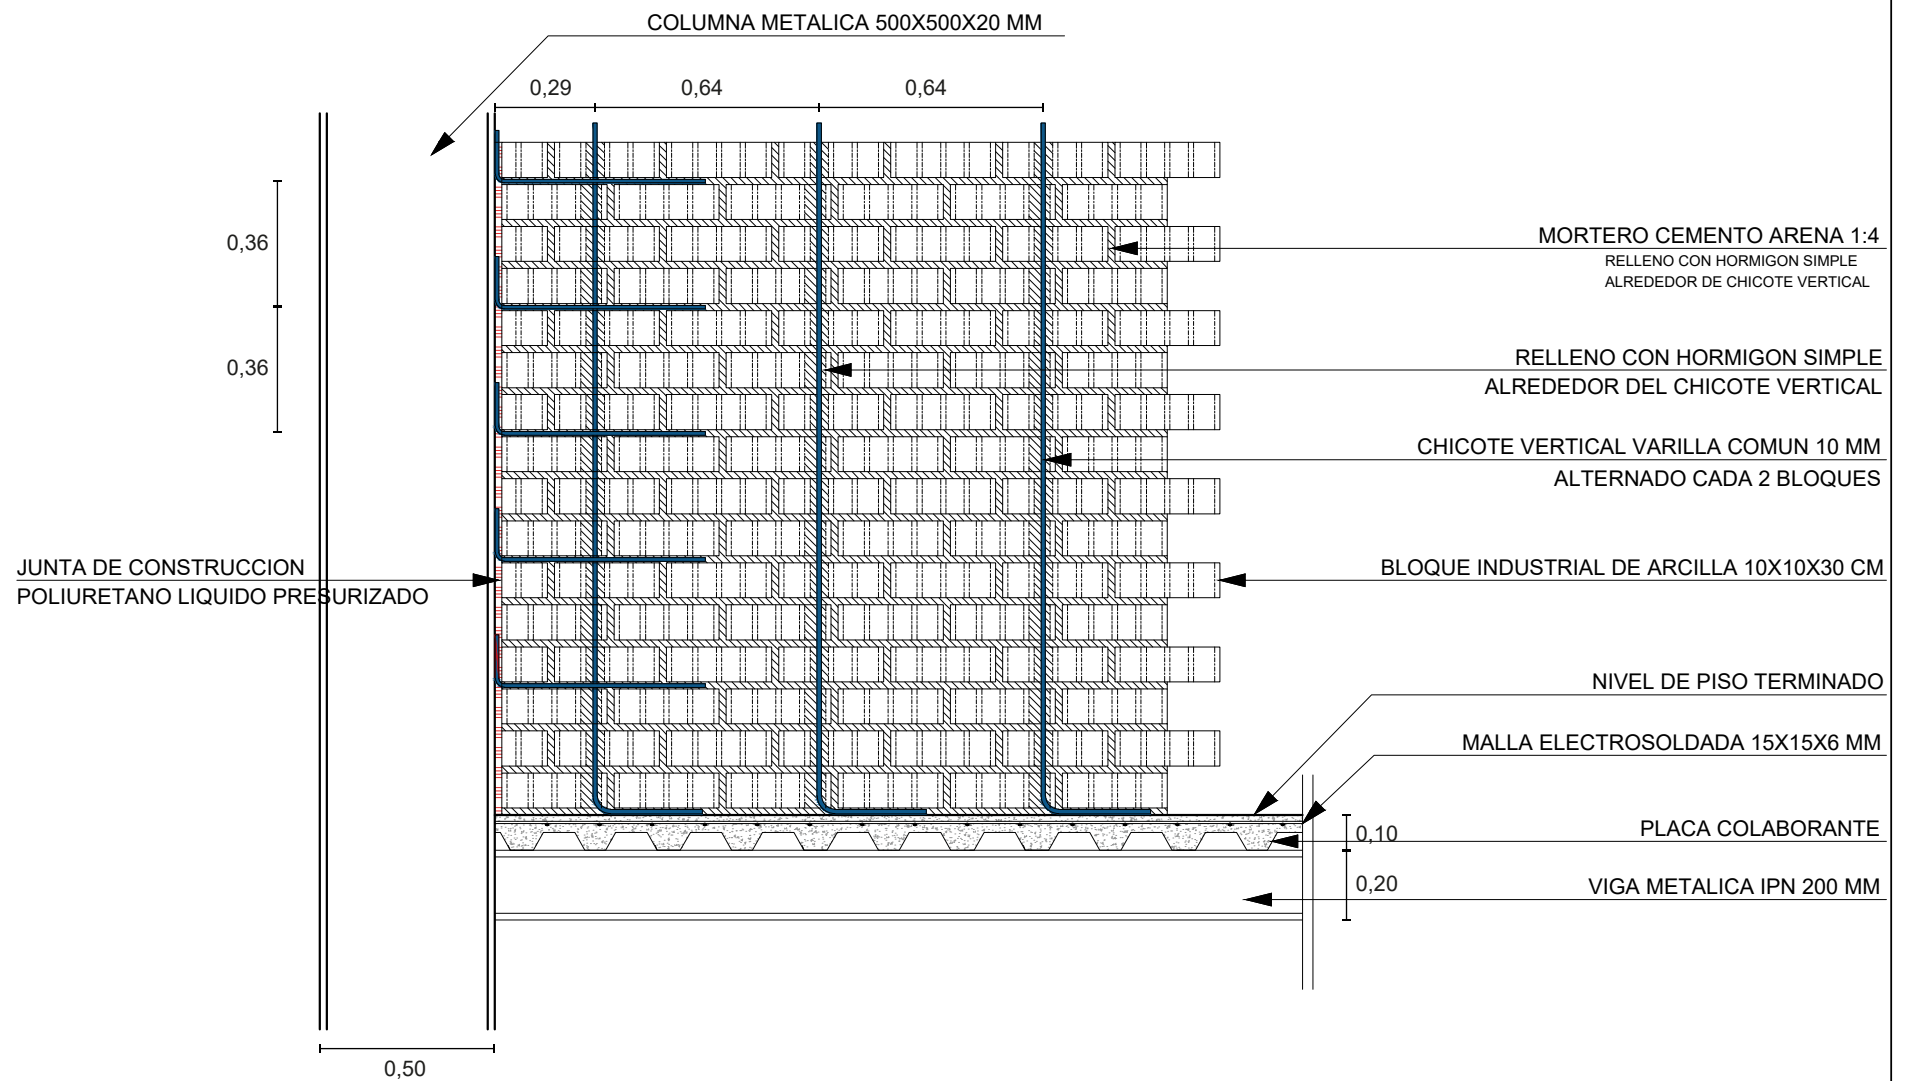 COLUMNA METALICA 500X500X20 MM
0,29
0,64
0,64
0,36
0,36
MORTERO CEMENTO ARENA 1:4
RELLENO CON HORMIGON SIMPLE
ALREDEDOR DE CHICOTE VERTICAL
RELLENO CON HORMIGON SIMPLE
ALREDEDOR DEL CHICOTE VERTICAL
CHICOTE VERTICAL VARILLA COMUN 10 MM
ALTERNADO CADA 2 BLOQUES
JUNTA DE CONSTRUCCION
POLIURETANO LIQUIDO PRESURIZADO
BLOQUE INDUSTRIAL DE ARCILLA 10X10X30 CM
NIVEL DE PISO TERMINADO
MALLA ELECTROSOLDADA 15X15X6 MM
0,10
PLACA COLABORANTE
0,20
VIGA METALICA IPN 200 MM
0,50